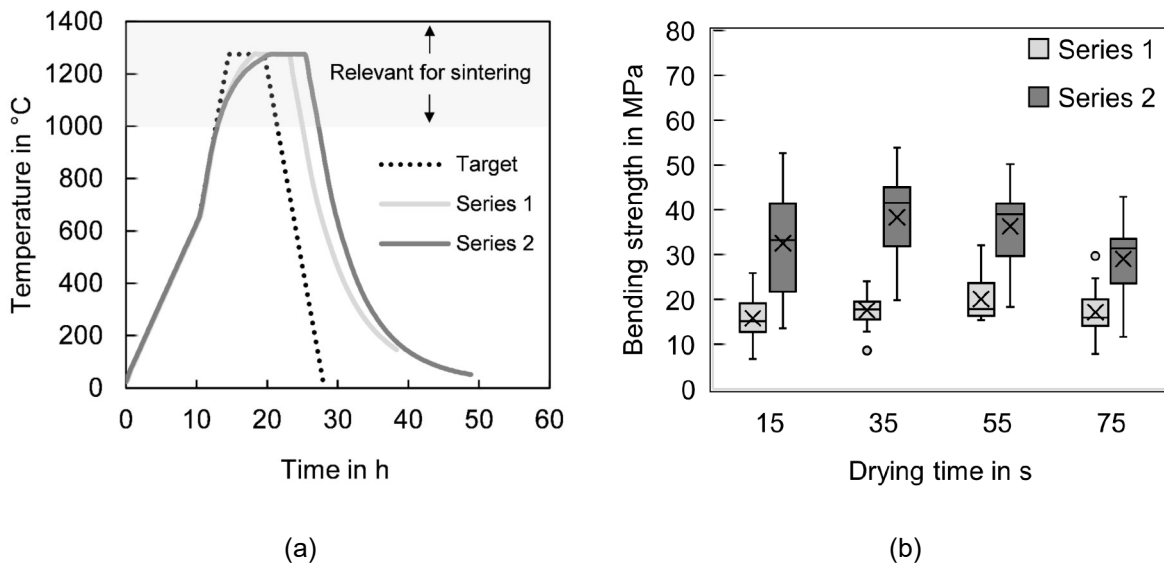 1400
1200
1000
800
600
400
200
0
Temperature in °C
Relevant for sintering
Target
Series 1
Series 2
0 10 20 30 40 50 60
Time in h
(a)
80
70
60
50
40
30
20
10
0
Bending strength in MPa
Series 1
Series 2
15 35 55 75
Drying time in s
(b)